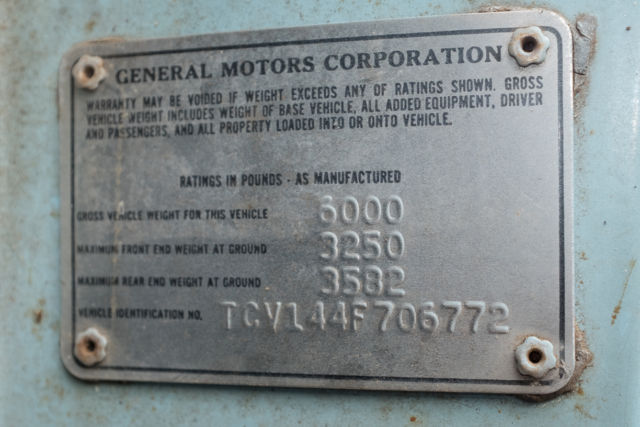 GENERAL MOTORS CORPORATION
WARRANTY MAY BE VOIDED IF WEIGHT EXCEEDS ANY OF RATINGS SHOWN. GROSS
VEHICLE WEIGHT INCLUDES WEIGHT OF BASE VEHICLE, ALL ADDED EQUIPMENT, DRIVER
AND PASSENGERS, AND ALL PROPERTY LOADED INTO OR ONTO VEHICLE.
RATINGS IN POUNDS - AS MANUFACTURED
GROSS VEHICLE WEIGHT FOR THIS VEHICLE 6000
MAXIMUM FRONT END WEIGHT AT GROUND 3250
MAXIMUM REAR END WEIGHT AT GROUND 3582
VEHICLE IDENTIFICATION NO. TCV144F706772